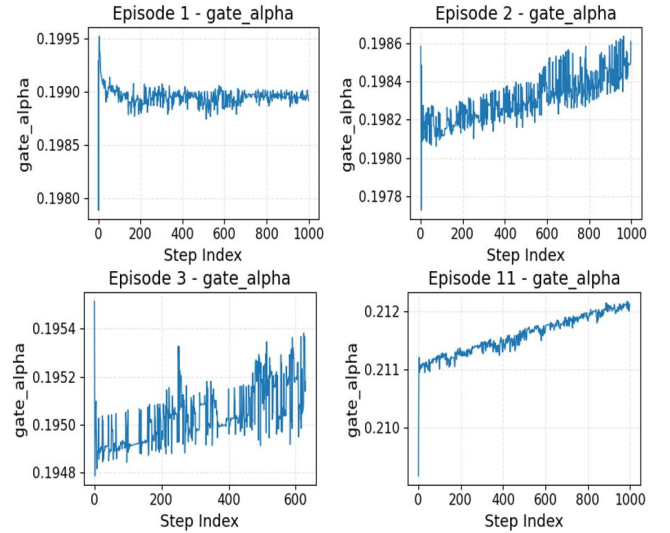 Episode 1 - gate_alpha
gate_alpha
0.1995
0.1990
0.1985
0.1980
0 200 400 600 800 1000
Step Index
Episode 2 - gate_alpha
gate_alpha
0.1986
0.1984
0.1982
0.1980
0.1978
0 200 400 600 800 1000
Step Index
Episode 3 - gate_alpha
gate_alpha
0.1954
0.1952
0.1950
0.1948
0 200 400 600
Step Index
Episode 11 - gate_alpha
gate_alpha
0.212
0.211
0.210
0 200 400 600 800 1000
Step Index